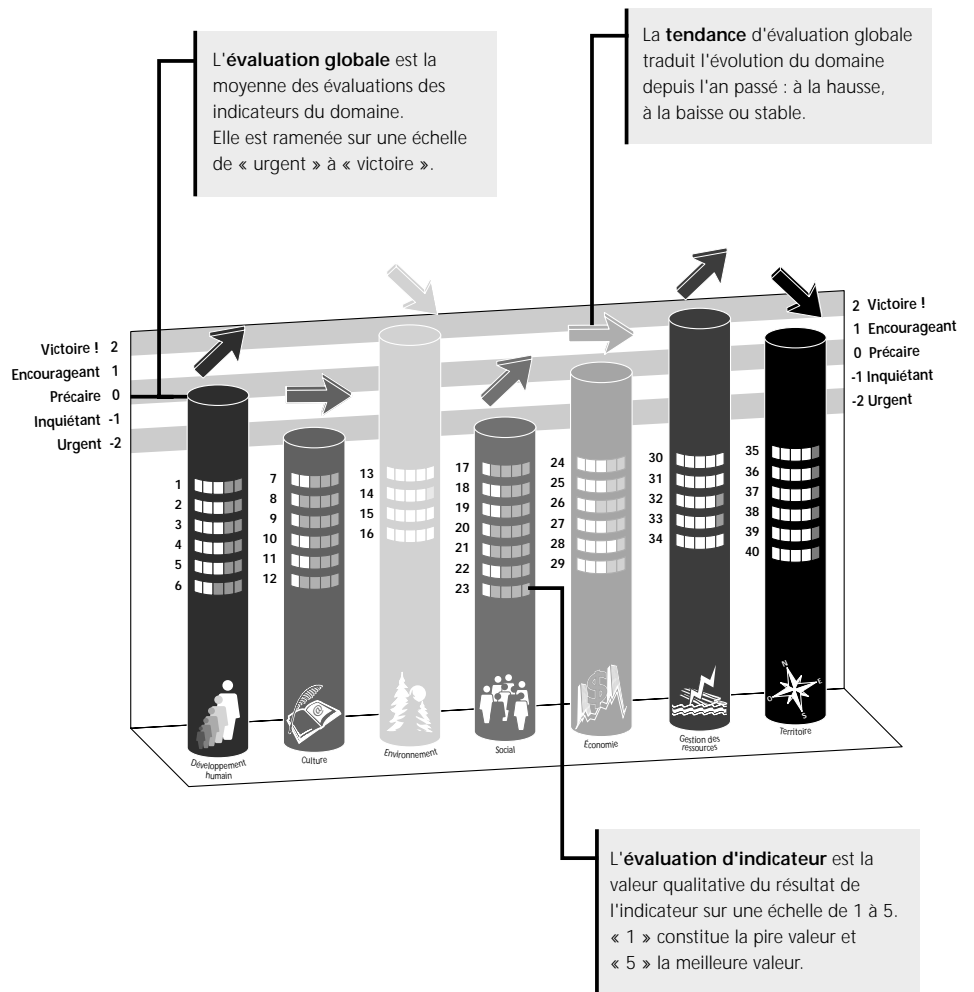 L'évaluation globale est la
moyenne des évaluations des
indicateurs du domaine.
Elle est ramenée sur une échelle
de « urgent » à « victoire ».
La tendance d'évaluation globale
traduit l'évolution du domaine
depuis l'an passé : à la hausse,
à la baisse ou stable.
Victoire ! 2
Encourageant 1
Précaire 0
Inquiétant -1
Urgent -2
2 Victoire !
1 Encourageant
0 Précaire
-1 Inquiétant
-2 Urgent
1
2
3
4
5
6
7
8
9
10
11
12
13
14
15
16
17
18
19
20
21
22
23
24
25
26
27
28
29
30
31
32
33
34
35
36
37
38
39
40
N
E
S
O
$
Développement
humain
Culture
Environnement
Social
Économie
Gestion des
ressources
Territoire
L'évaluation d'indicateur est la
valeur qualitative du résultat de
l'indicateur sur une échelle de 1 à 5.
« 1 » constitue la pire valeur et
« 5 » la meilleure valeur.